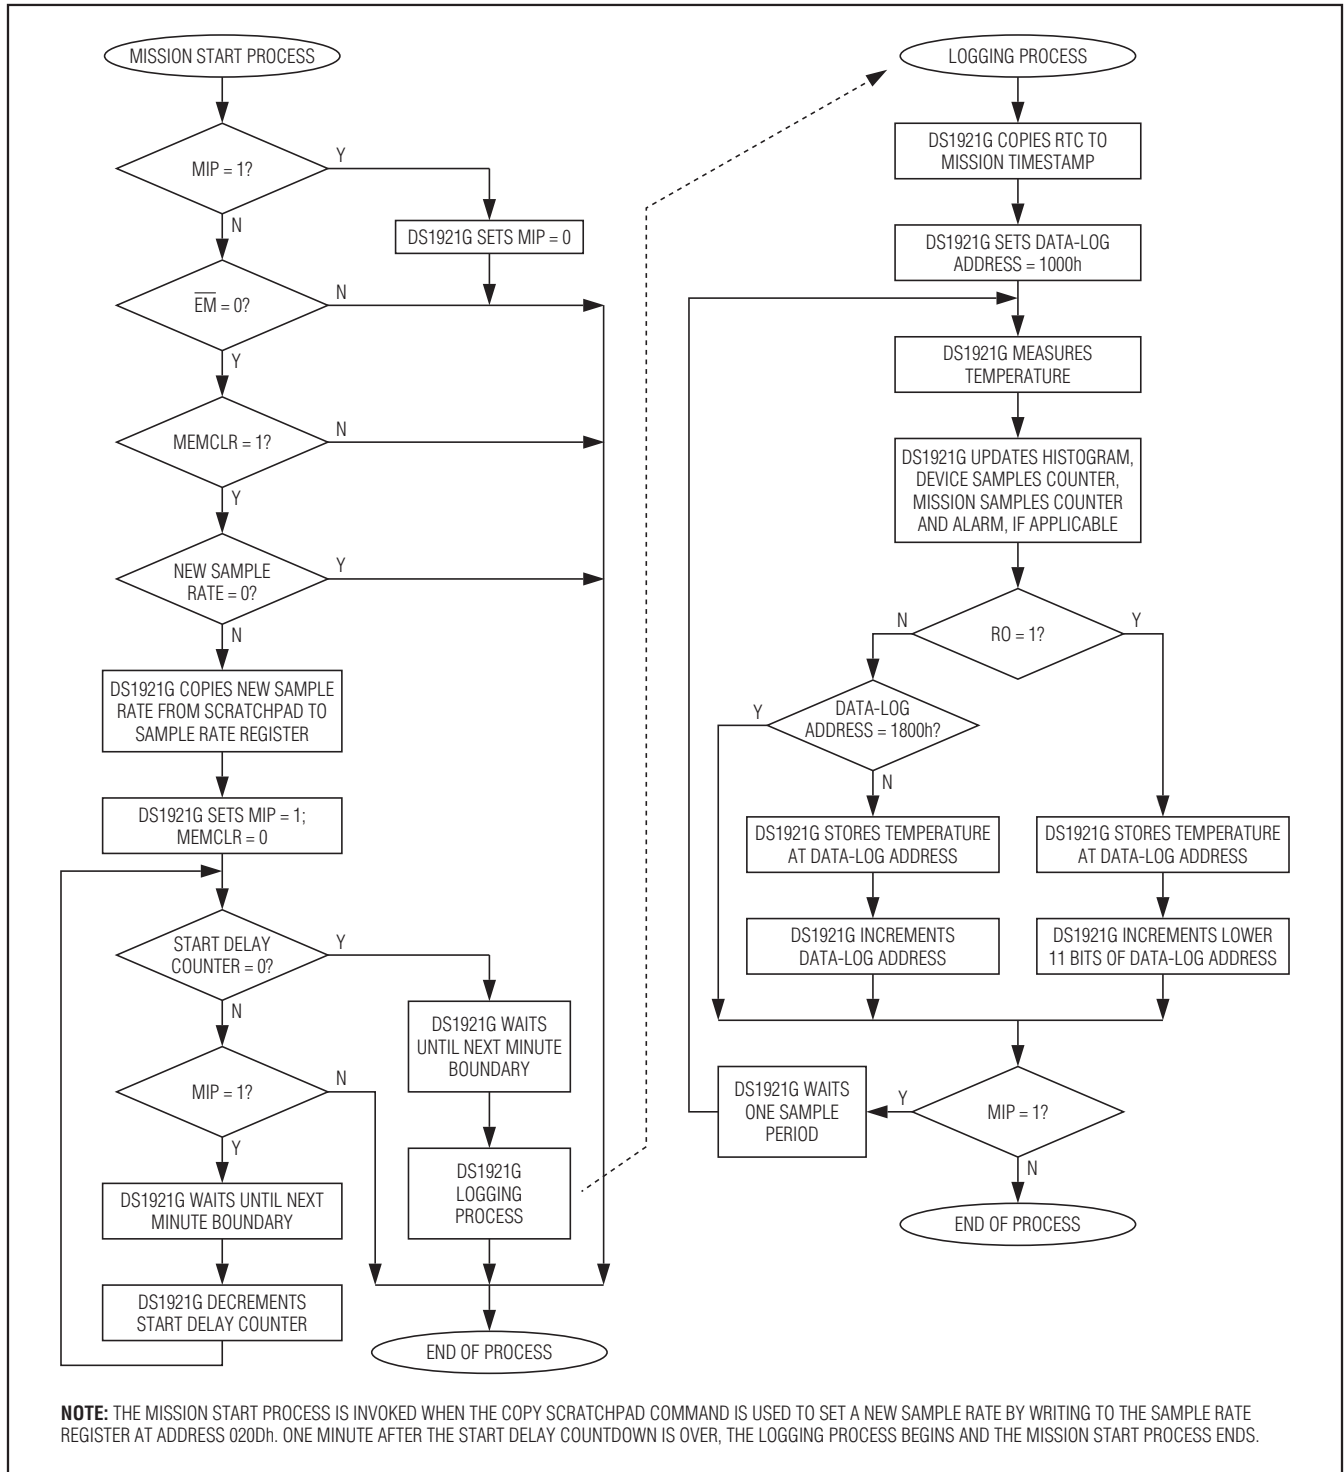 MISSION START PROCESS
MIP = 1?
Y
N
DS1921G SETS MIP = 0
EM = 0?
N
Y
MEMCLR = 1?
N
Y
NEW SAMPLE
RATE = 0?
Y
N
DS1921G COPIES NEW SAMPLE
RATE FROM SCRATCHPAD TO
SAMPLE RATE REGISTER
DS1921G SETS MIP = 1;
MEMCLR = 0
START DELAY
COUNTER = 0?
Y
N
DS1921G WAITS
UNTIL NEXT MINUTE
BOUNDARY
MIP = 1?
N
Y
DS1921G
LOGGING
PROCESS
DS1921G WAITS UNTIL NEXT
MINUTE BOUNDARY
DS1921G DECREMENTS
START DELAY COUNTER
END OF PROCESS
LOGGING PROCESS
DS1921G COPIES RTC TO
MISSION TIMESTAMP
DS1921G SETS DATA-LOG
ADDRESS = 1000h
DS1921G MEASURES
TEMPERATURE
DS1921G UPDATES HISTOGRAM,
DEVICE SAMPLES COUNTER,
MISSION SAMPLES COUNTER
AND ALARM, IF APPLICABLE
N
RO = 1?
Y
Y
DATA-LOG
ADDRESS = 1800h?
N
DS1921G STORES TEMPERATURE
AT DATA-LOG ADDRESS
DS1921G STORES TEMPERATURE
AT DATA-LOG ADDRESS
DS1921G INCREMENTS
DATA-LOG ADDRESS
DS1921G INCREMENTS LOWER
11 BITS OF DATA-LOG ADDRESS
DS1921G WAITS
ONE SAMPLE
PERIOD
Y
MIP = 1?
N
END OF PROCESS
NOTE: THE MISSION START PROCESS IS INVOKED WHEN THE COPY SCRATCHPAD COMMAND IS USED TO SET A NEW SAMPLE RATE BY WRITING TO THE SAMPLE RATE
REGISTER AT ADDRESS 020Dh. ONE MINUTE AFTER THE START DELAY COUNTDOWN IS OVER, THE LOGGING PROCESS BEGINS AND THE MISSION START PROCESS ENDS.